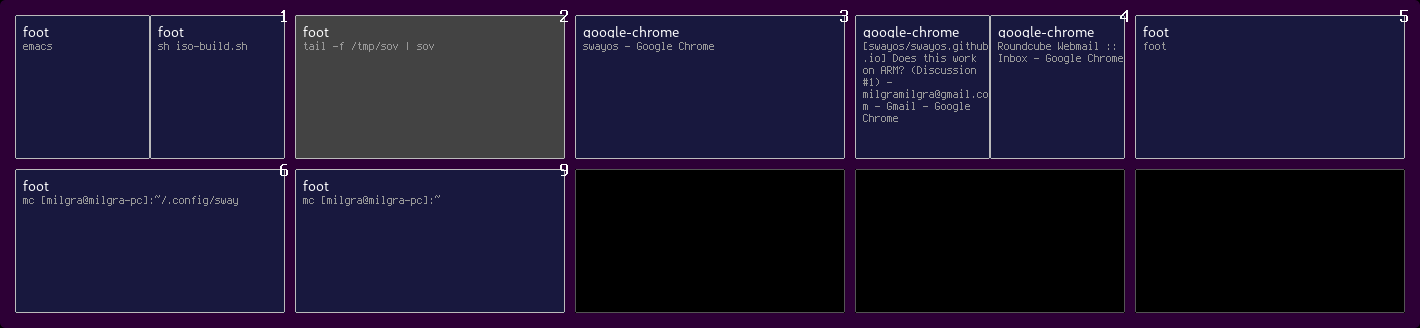 1
foot
emacs
foot
sh iso-build.sh
2
foot
tail -f /tmp/sov | sov
3
google-chrome
swayos - Google Chrome
4
google-chrome
[swayos/swayos.github
.io] Does this work
on ARM? (Discussion
#1) -
milgramilgra@gmail.co
m - Gmail - Google
Chrome
google-chrome
Roundcube Webmail ::
Inbox - Google Chrome
5
foot
foot
6
foot
mc [milgra@milgra-pc]:~/.config/sway
9
foot
mc [milgra@milgra-pc]:~